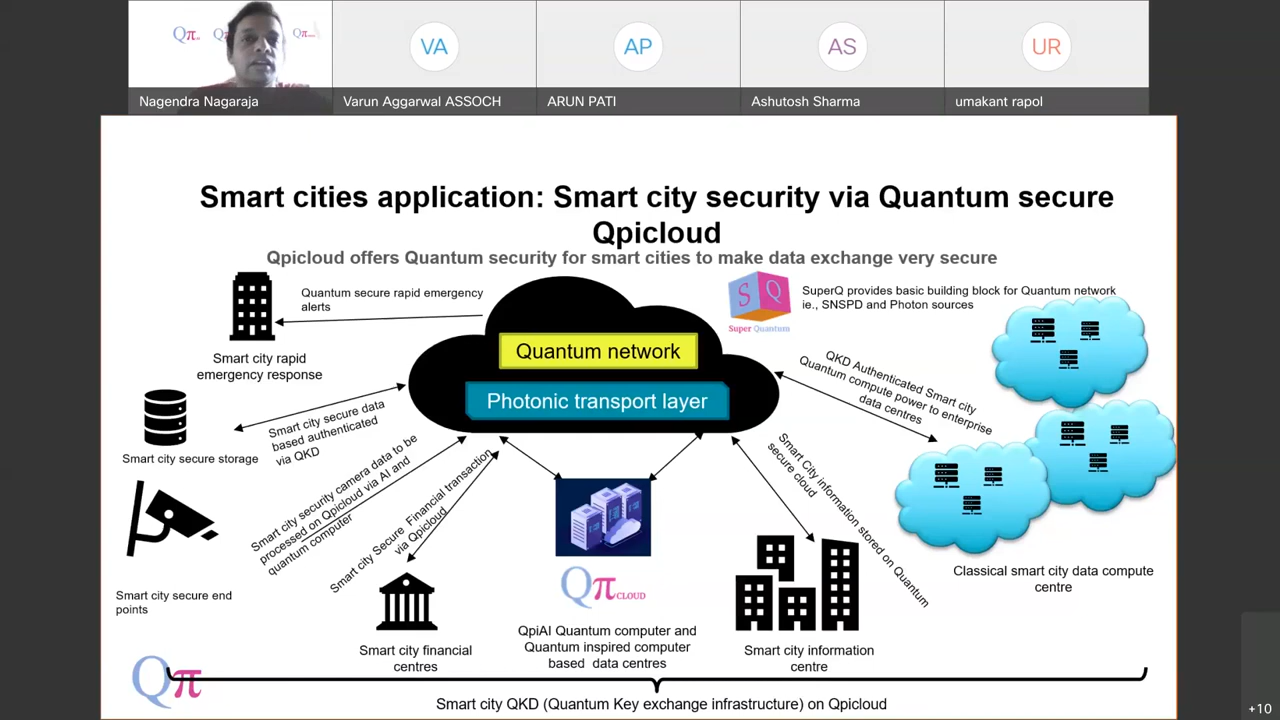 Qπ
VA
AP
AS
UR
Nagendra Nagaraja
Varun Aggarwal ASSOCH
ARUN PATI
Ashutosh Sharma
umakant rapol
Smart cities application: Smart city security via Quantum secure
Qpicloud
Qpicloud offers Quantum security for smart cities to make data exchange very secure
Quantum secure rapid emergency
alerts
S Q
Super Quantum
SuperQ provides basic building block for Quantum network
ie., SNSPD and Photon sources
Quantum network
Photonic transport layer
Smart city rapid
emergency response
QKD Authenticated Smart city
Quantum compute power to enterprise
data centres
Smart city secure data
based authenticated
via QKD
Smart city secure storage
Smart city security camera data to be
processed on Qpicloud via AI and
quantum computer
Smart city Secure Financial transaction
via Qpicloud
Smart City information stored on Quantum
secure cloud
Smart city secure end
points
Classical smart city data compute
centre
Qπ CLOUD
Smart city financial
centres
QpiAI Quantum computer and
Quantum inspired computer
based data centres
Smart city information
centre
Qπ
Smart city QKD (Quantum Key exchange infrastructure) on Qpicloud
+10